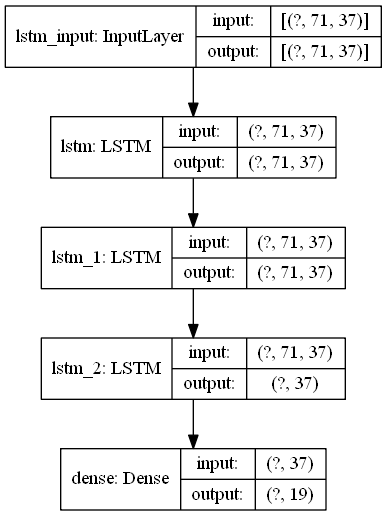 lstm_input: InputLayer
input: [(?, 71, 37)]
output: [(?, 71, 37)]
lstm: LSTM
input: (?, 71, 37)
output: (?, 71, 37)
lstm_1: LSTM
input: (?, 71, 37)
output: (?, 71, 37)
lstm_2: LSTM
input: (?, 71, 37)
output: (?, 37)
dense: Dense
input: (?, 37)
output: (?, 19)